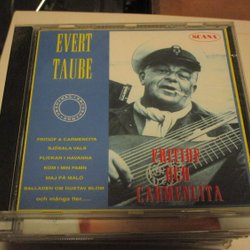 EVERT
TAUBE
SCANA
FRITIOF & CARMENCITA
SJÖSALA VALS
FLICKAN I HAVANNA
KOM I MIN FAMN
MAJ PÅ MALÖ
BALLADEN OM GUSTAV BLOM
och många fler.....
FRITIOF
OCH
CARMENCITA